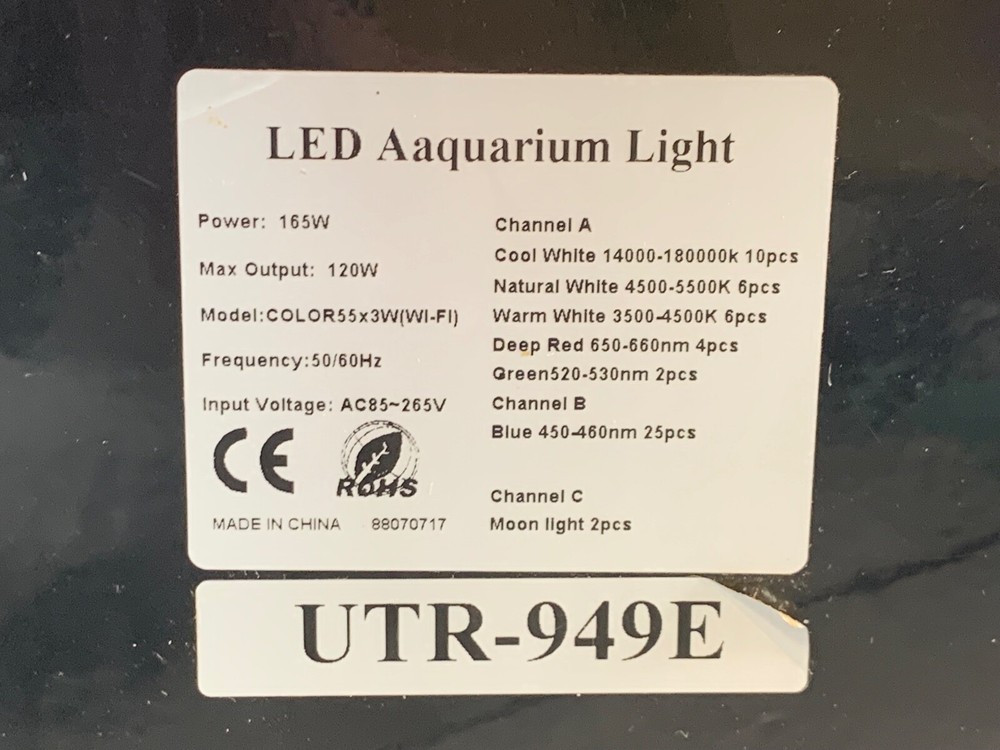 LED Aaquarium Light
Power: 165W
Max Output: 120W
Model:COLOR55x3W(WI-FI)
Frequency:50/60Hz
Input Voltage: AC85~265V
CE
ROHS
MADE IN CHINA 88070717
Channel A
Cool White 14000-180000k 10pcs
Natural White 4500-5500K 6pcs
Warm White 3500-4500K 6pcs
Deep Red 650-660nm 4pcs
Green520-530nm 2pcs
Channel B
Blue 450-460nm 25pcs
Channel C
Moon light 2pcs
UTR-949E